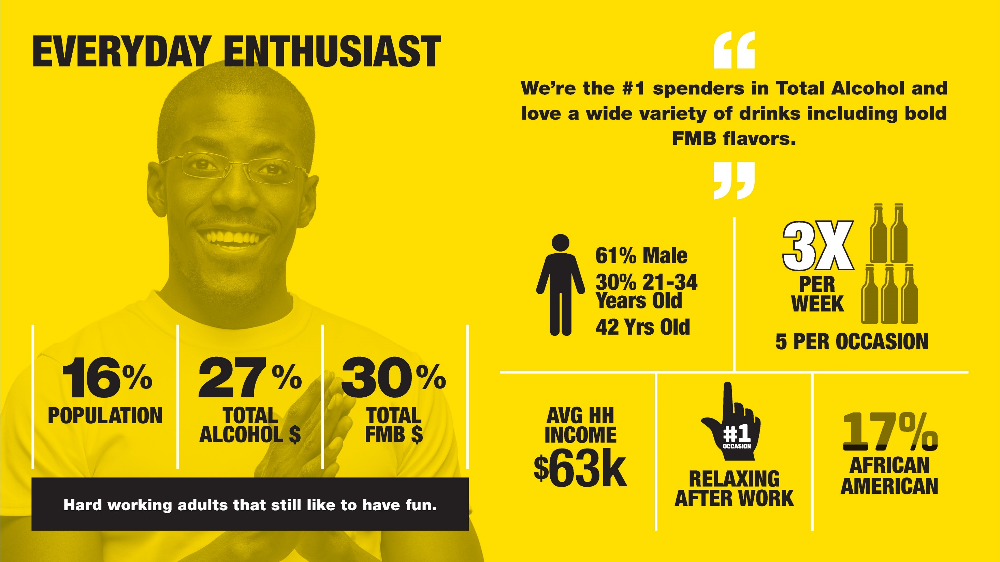 EVERYDAY ENTHUSIAST
“
We’re the #1 spenders in Total Alcohol and
love a wide variety of drinks including bold
FMB flavors.
”
61% Male
30% 21-34
Years Old
42 Yrs Old
3X
PER
WEEK
5 PER OCCASION
16%
POPULATION
27%
TOTAL
ALCOHOL $
30%
TOTAL
FMB $
Hard working adults that still like to have fun.
AVG HH
INCOME
$63k
#1
OCCASION
RELAXING
AFTER WORK
17%
AFRICAN
AMERICAN